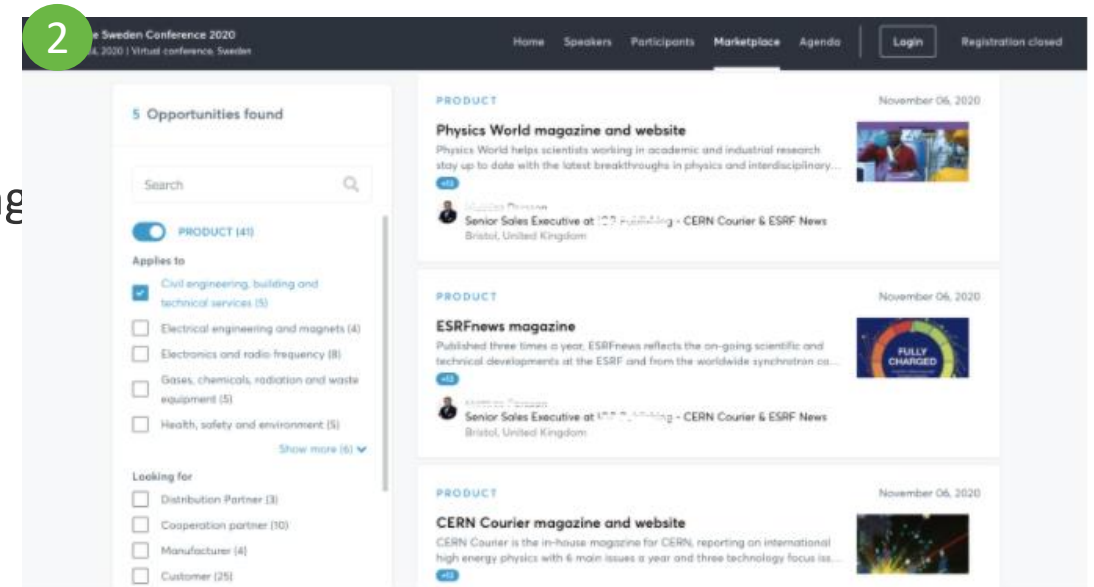 2
e Sweden Conference 2020
2020 | Virtual conference, Sweden
Home Speakers Participants Marketplace Agenda Login Registration closed
5 Opportunities found
Search
PRODUCT (41)
Applies to
Civil engineering, building and
technical services (5)
Electrical engineering and magnets (4)
Electronics and radio frequency (8)
Gases, chemicals, radiation and waste
equipment (5)
Health, safety and environment (5)
Show more (6)
Looking for
Distribution Partner (3)
Cooperation partner (10)
Manufacturer (4)
Customer (25)
PRODUCT November 06, 2020
Physics World magazine and website
Physics World helps scientists working in academic and industrial research
stay up to date with the latest breakthroughs in physics and interdisciplinary...
+13
Senior Sales Executive at - CERN Courier & ESRF News
Bristol, United Kingdom
PRODUCT November 06, 2020
ESRFnews magazine
Published three times a year, ESRFnews reflects the on-going scientific and
technical developments at the ESRF and from the worldwide synchrotron co...
+13
FULLY
CHARGED
Senior Sales Executive at - CERN Courier & ESRF News
Bristol, United Kingdom
PRODUCT November 06, 2020
CERN Courier magazine and website
CERN Courier is the in-house magazine for CERN, reporting on international
high energy physics with 6 main issues a year and three technology focus iss...
+13